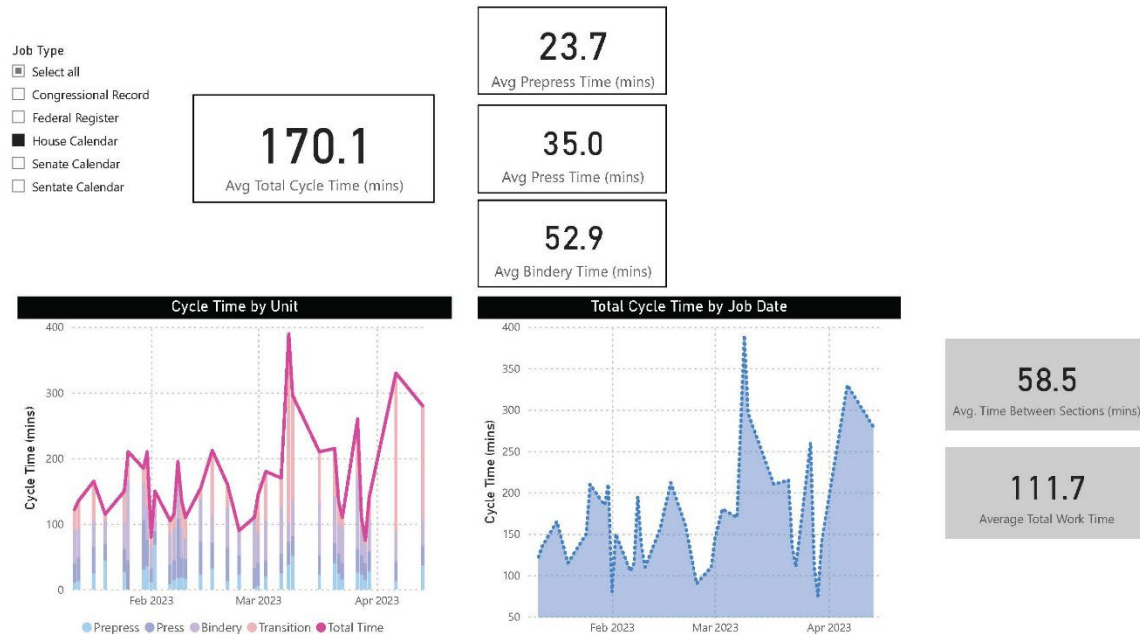 Job Type
Select all
Congressional Record
Federal Register
House Calendar
Senate Calendar
Sentate Calendar
170.1
Avg Total Cycle Time (mins)
23.7
Avg Prepress Time (mins)
35.0
Avg Press Time (mins)
52.9
Avg Bindery Time (mins)
Cycle Time by Unit
Cycle Time (mins)
400
300
200
100
0
Feb 2023 Mar 2023 Apr 2023
Prepress Press Bindery Transition Total Time
Total Cycle Time by Job Date
Cycle Time (mins)
400
350
300
250
200
150
100
50
Feb 2023 Mar 2023 Apr 2023
58.5
Avg. Time Between Sections (mins)
111.7
Average Total Work Time